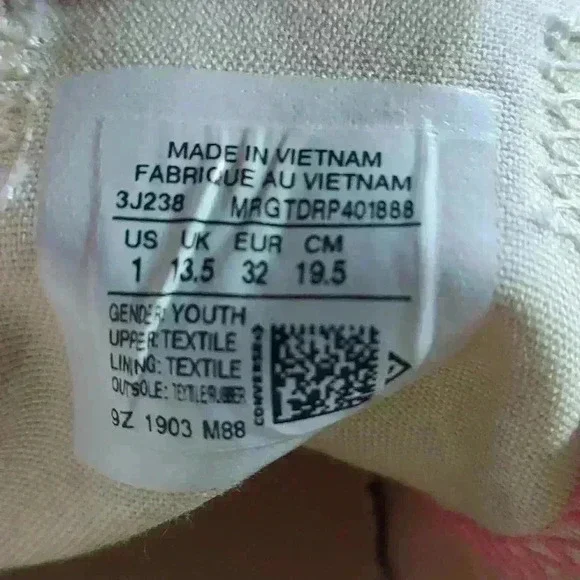 MADE IN VIETNAM
FABRIQUE AU VIETNAM
3J238 MRGTDRP401888
US UK EUR CM
1 13.5 32 19.5
GENDER: YOUTH
UPPER: TEXTILE
LINING: TEXTILE
OUTSOLE: TEXTILE/RUBBER
9Z 1903 M88
CONVERSE